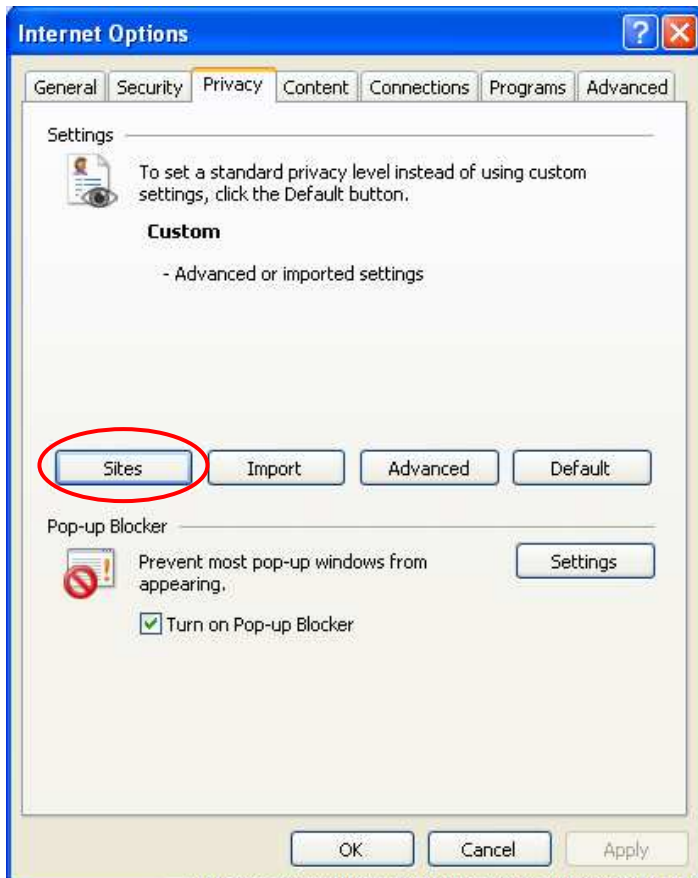 Internet Options
General Security Privacy Content Connections Programs Advanced
Settings
To set a standard privacy level instead of using custom
settings, click the Default button.
Custom
- Advanced or imported settings
Sites Import Advanced Default
Pop-up Blocker
Prevent most pop-up windows from
appearing.
Settings
Turn on Pop-up Blocker
OK Cancel Apply